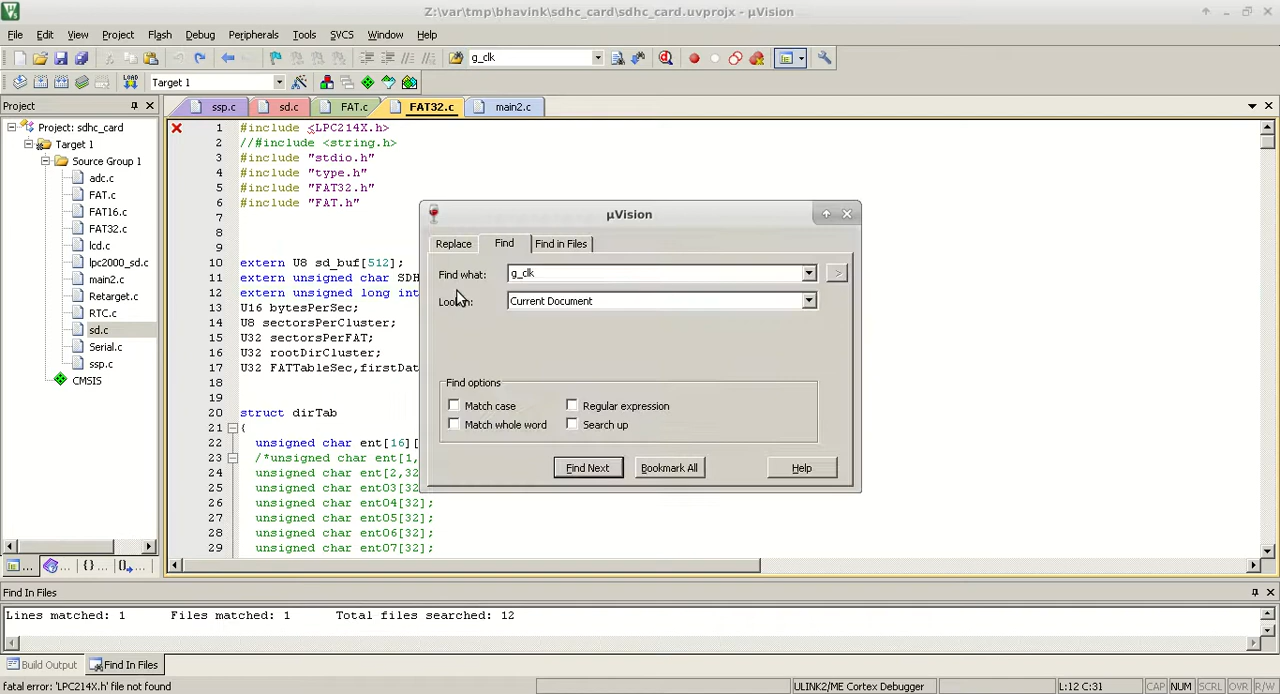 Z:\var\tmp\bhavink\sdhc_card\sdhc_card.uvprojx - µVision
File Edit View Project Flash Debug Peripherals Tools SVCS Window Help
g_clk
LOAD Target 1
Project
ssp.c sd.c FAT.c FAT32.c main2.c
Project: sdhc_card
Target 1
Source Group 1
adc.c
FAT.c
FAT16.c
FAT32.c
lcd.c
lpc2000_sd.c
main2.c
Retarget.c
RTC.c
sd.c
Serial.c
ssp.c
CMSIS
1 #include <LPC214X.h>
2 //#include <string.h>
3 #include "stdio.h"
4 #include "type.h"
5 #include "FAT32.h"
6 #include "FAT.h"
7
8
9
10 extern U8 sd_buf[512];
11 extern unsigned char SDH
12 extern unsigned long int
13 U16 bytesPerSec;
14 U8 sectorsPerCluster;
15 U32 sectorsPerFAT;
16 U32 rootDirCluster;
17 U32 FATTableSec,firstDat
18
19
20 struct dirTab
21 {
22 unsigned char ent[16][
23 /*unsigned char ent[1,
24 unsigned char ent[2,32
25 unsigned char ent03[32
26 unsigned char ent04[32];
27 unsigned char ent05[32];
28 unsigned char ent06[32];
29 unsigned char ent07[32];
µVision
Replace Find Find in Files
Find what: g_clk
Current Document
Find options
Match case Regular expression
Match whole word Search up
Find Next Bookmark All Help
Find In Files
Lines matched: 1 Files matched: 1 Total files searched: 12
Build Output Find In Files
fatal error: 'LPC214X.h' file not found ULINK2/ME Cortex Debugger L:12 C:31 CAP NUM SCRL OVR R/W